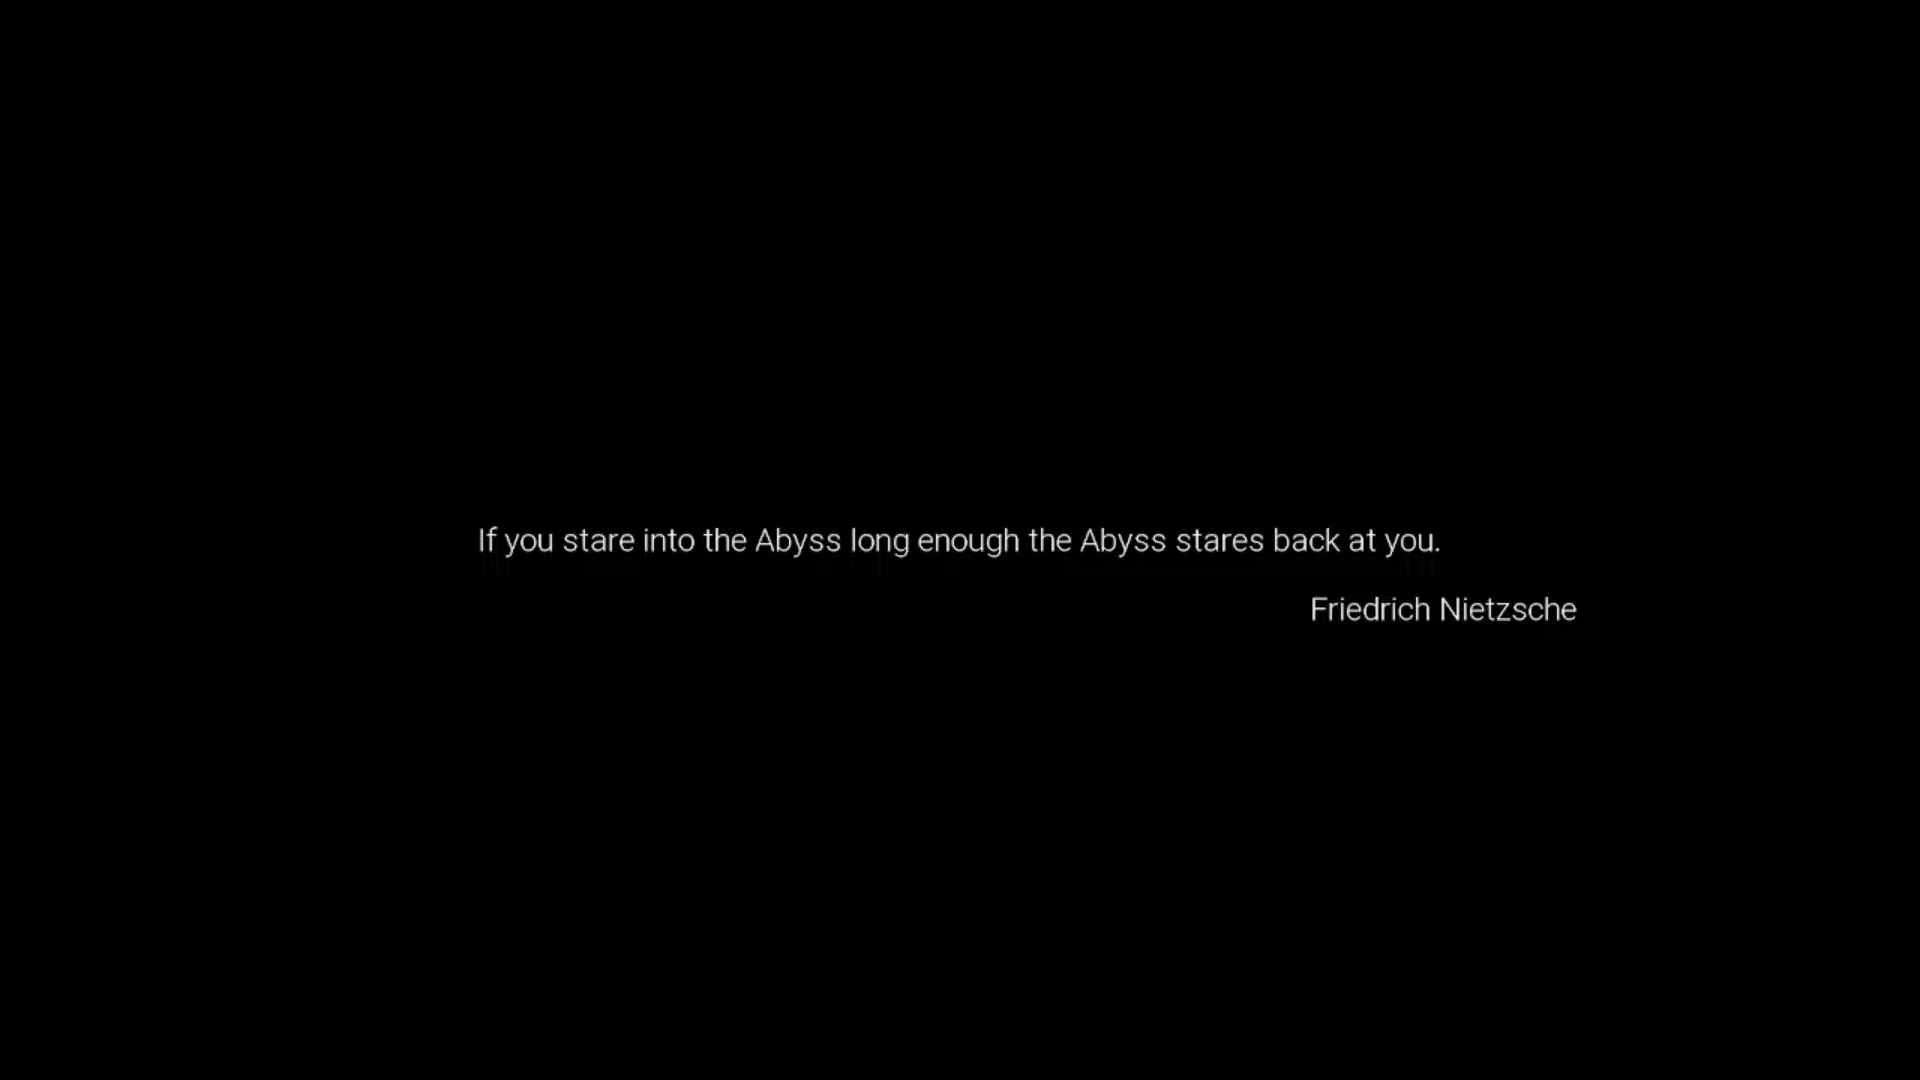 If you stare into the Abyss long enough the Abyss stares back at you.
Friedrich Nietzsche